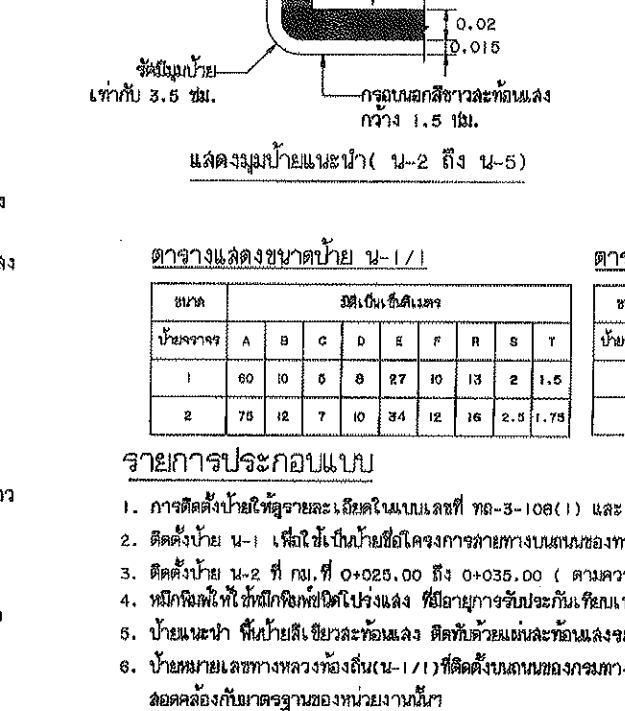 0.02
0.015
รัศมีมุมป้าย
เท่ากับ 3.5 ซม.
กรอบนอกสีขาวสะท้อนแสง
กว้าง 1.5 ซม.
แสดงมุมป้ายแนะนำ( น-2 ถึง น-5)
ตารางแสดงขนาดป้าย น-1/1
ขนาด มิติเป็นเซ็นติเมตร
ป้ายจราจร A B C D E F R S T
1 60 10 5 8 27 10 13 2 1.5
2 75 12 7 10 34 12 16 2.5 1.75
รายการประกอบแบบ
1. การติดตั้งป้ายให้ดูรายละเอียดในแบบเลขที่ ทถ-3-108(1) และ
2. ติดตั้งป้าย น-1 เพื่อใช้เป็นป้ายชื่อโครงการสายทางบนถนนของ
3. ติดตั้งป้าย น-2 ที่ กม.ที่ 0+025.00 ถึง 0+035.00 (
4. หมึกพิมพ์ให้ใช้หมึกพิมพ์ชนิดโปร่งแสง ที่มีอายุการรับประกัน
5. ป้ายแนะนำ พื้นป้ายสีเขียวสะท้อนแสง ติดทับด้วยแผ่นสะท้อนแสง
6. ป้ายหมายเลขทางหลวงท้องถิ่น(น-1/1)ที่ติดตั้งบนถนนของกรมทาง
สอดคล้องกับมาตรฐานของหน่วยงานนั้นๆ